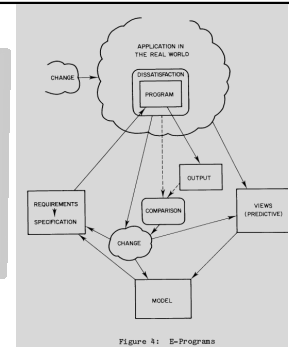 APPLICATION IN
THE REAL WORLD
CHANGE
DISSATISFACTION
PROGRAM
OUTPUT
REQUIREMENTS
SPECIFICATION
COMPARISON
VIEWS
(PREDICTIVE)
CHANGE
MODEL
Figure 4: E-Programs